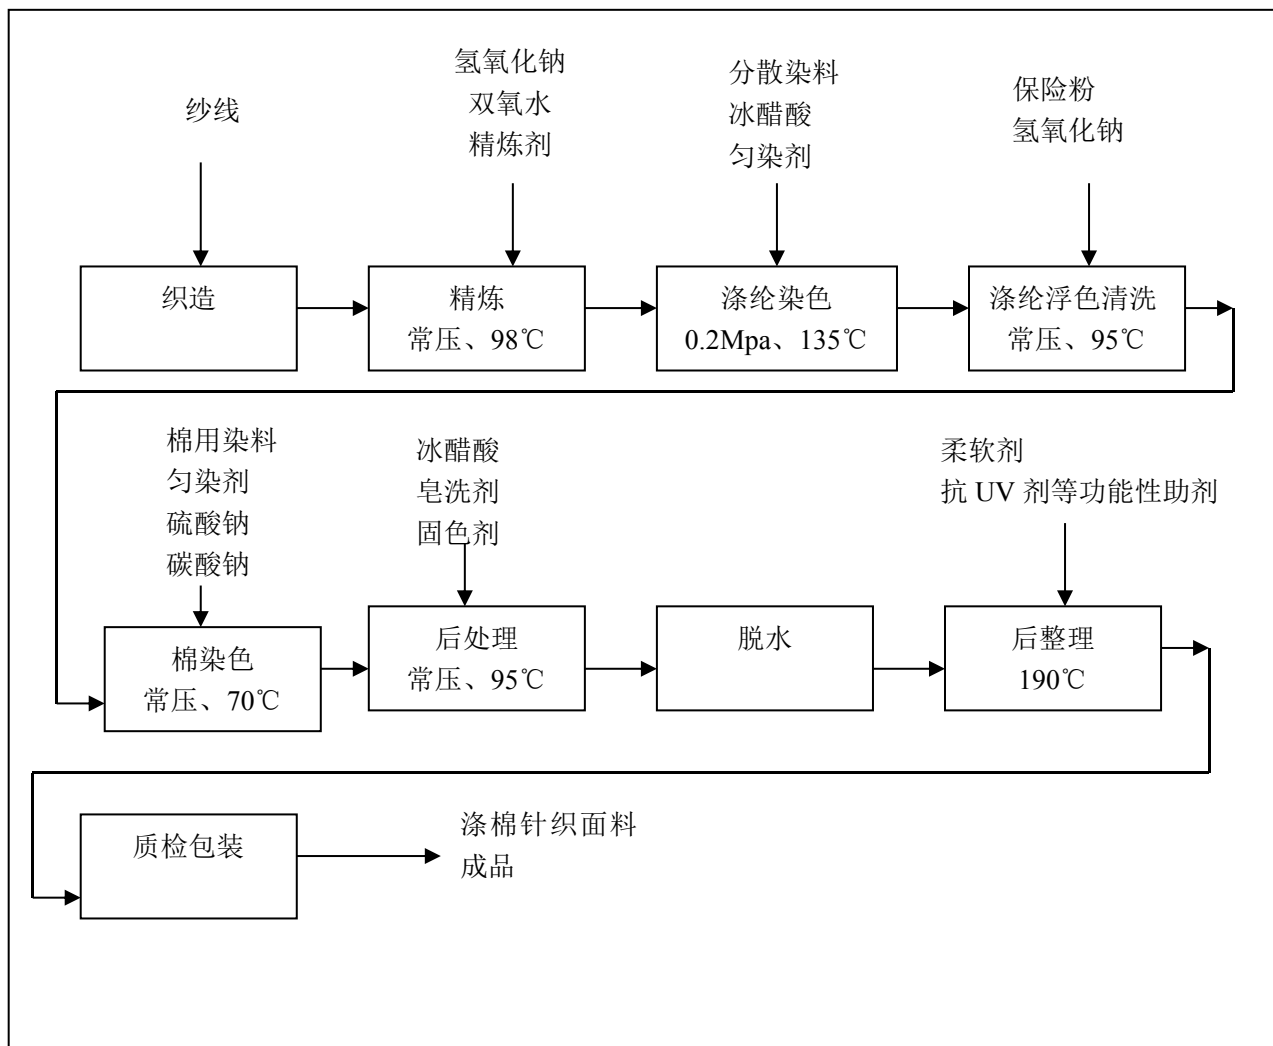 纱线
氢氧化钠
双氧水
精炼剂
分散染料
冰醋酸
匀染剂
保险粉
氢氧化钠
织造
精炼
常压、98℃
涤纶染色
0.2Mpa、135℃
涤纶浮色清洗
常压、95℃
棉用染料
匀染剂
硫酸钠
碳酸钠
冰醋酸
皂洗剂
固色剂
柔软剂
抗 UV 剂等功能性助剂
棉染色
常压、70℃
后处理
常压、95℃
脱水
后整理
190℃
质检包装
涤棉针织面料
成品